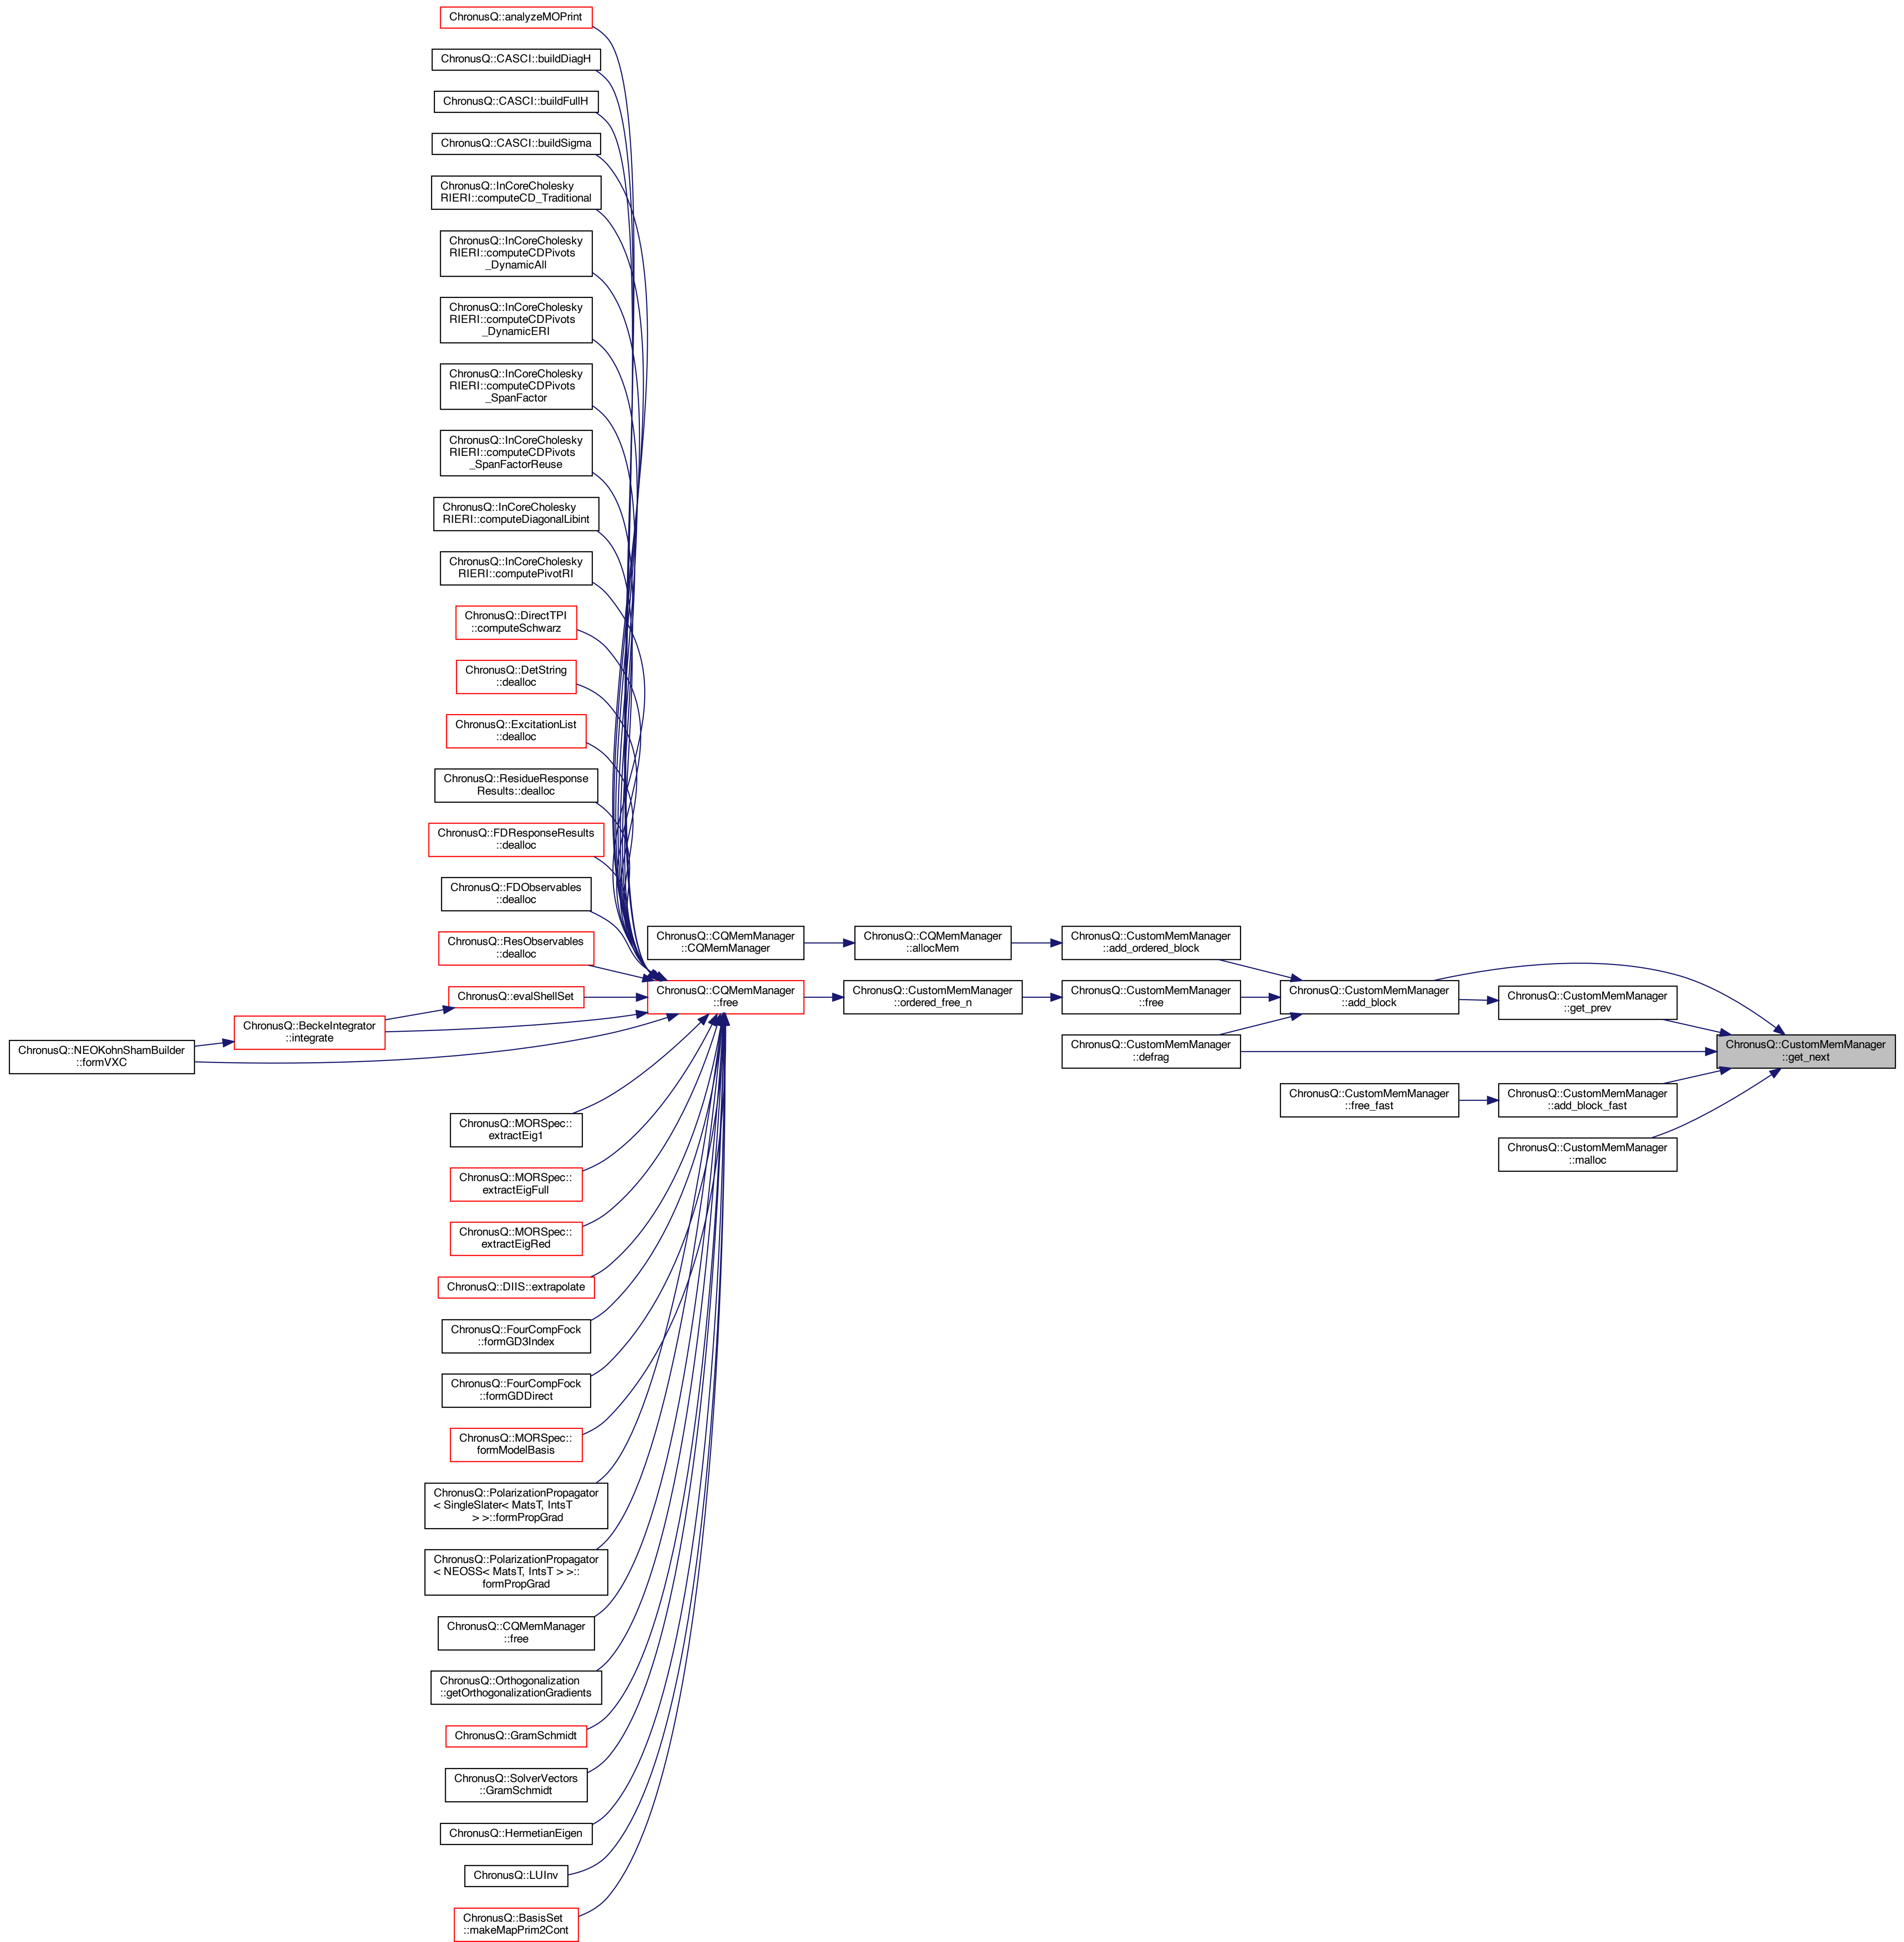 ChronusQ::analyzeMOPrint
ChronusQ::CASCI::buildDiagH
ChronusQ::CASCI::buildFullH
ChronusQ::CASCI::buildSigma
ChronusQ::InCoreCholesky
RIERI::computeCD_Traditional
ChronusQ::InCoreCholesky
RIERI::computeCDPivots
_DynamicAll
ChronusQ::InCoreCholesky
RIERI::computeCDPivots
_DynamicERI
ChronusQ::InCoreCholesky
RIERI::computeCDPivots
_SpanFactor
ChronusQ::InCoreCholesky
RIERI::computeCDPivots
_SpanFactorReuse
ChronusQ::InCoreCholesky
RIERI::computeDiagonalLibint
ChronusQ::InCoreCholesky
RIERI::computePivotRI
ChronusQ::DirectTPI
::computeSchwarz
ChronusQ::DetString
::dealloc
ChronusQ::ExcitationList
::dealloc
ChronusQ::ResidueResponse
Results::dealloc
ChronusQ::FDResponseResults
::dealloc
ChronusQ::FDObservables
::dealloc
ChronusQ::ResObservables
::dealloc
ChronusQ::evalShellSet
ChronusQ::BeckeIntegrator
::integrate
ChronusQ::NEOKohnShamBuilder
::formVXC
ChronusQ::CQMemManager
::CQMemManager
ChronusQ::CQMemManager
::allocMem
ChronusQ::CustomMemManager
::add_ordered_block
ChronusQ::CQMemManager
::free
ChronusQ::CustomMemManager
::ordered_free_n
ChronusQ::CustomMemManager
::free
ChronusQ::CustomMemManager
::add_block
ChronusQ::CustomMemManager
::get_prev
ChronusQ::CustomMemManager
::defrag
ChronusQ::CustomMemManager
::get_next
ChronusQ::CustomMemManager
::free_fast
ChronusQ::CustomMemManager
::add_block_fast
ChronusQ::CustomMemManager
::malloc
ChronusQ::MORSpec::
extractEig1
ChronusQ::MORSpec::
extractEigFull
ChronusQ::MORSpec::
extractEigRed
ChronusQ::DIIS::extrapolate
ChronusQ::FourCompFock
::formGD3Index
ChronusQ::FourCompFock
::formGDDirect
ChronusQ::MORSpec::
formModelBasis
ChronusQ::PolarizationPropagator
< SingleSlater< MatsT, IntsT
> >::formPropGrad
ChronusQ::PolarizationPropagator
< NEOSS< MatsT, IntsT > >::
formPropGrad
ChronusQ::CQMemManager
::free
ChronusQ::Orthogonalization
::getOrthogonalizationGradients
ChronusQ::GramSchmidt
ChronusQ::SolverVectors
::GramSchmidt
ChronusQ::HermetianEigen
ChronusQ::LUInv
ChronusQ::BasisSet
::makeMapPrim2Cont